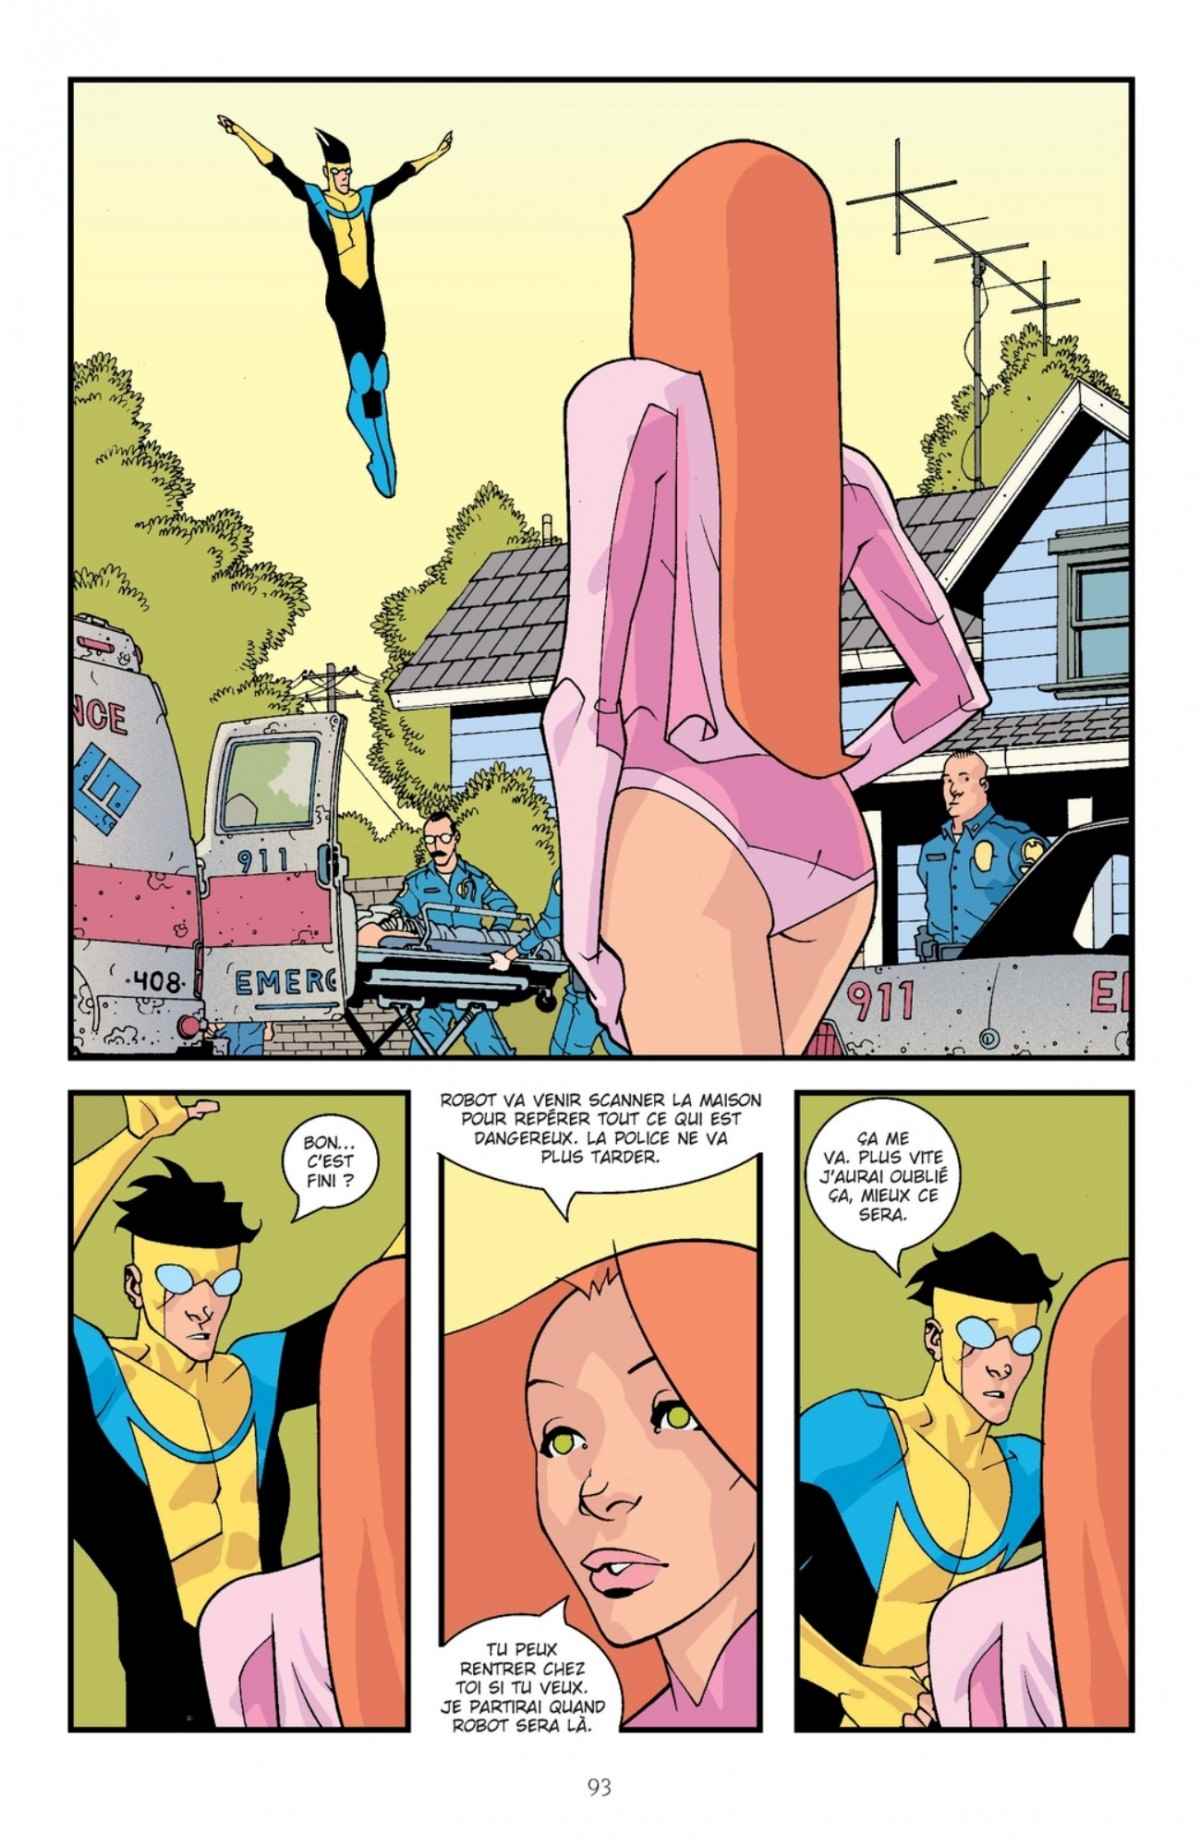 NCE
911
408
EMERG
911
E
BON...
C'EST
FINI ?
ROBOT VA VENIR SCANNER LA MAISON
POUR REPÉRER TOUT CE QUI EST
DANGEREUX. LA POLICE NE VA
PLUS TARDER.
TU PEUX
RENTRER CHEZ
TOI SI TU VEUX.
JE PARTIRAI QUAND
ROBOT SERA LÀ.
ÇA ME
VA. PLUS VITE
J'AURAI OUBLIÉ
ÇA, MIEUX CE
SERA.
93